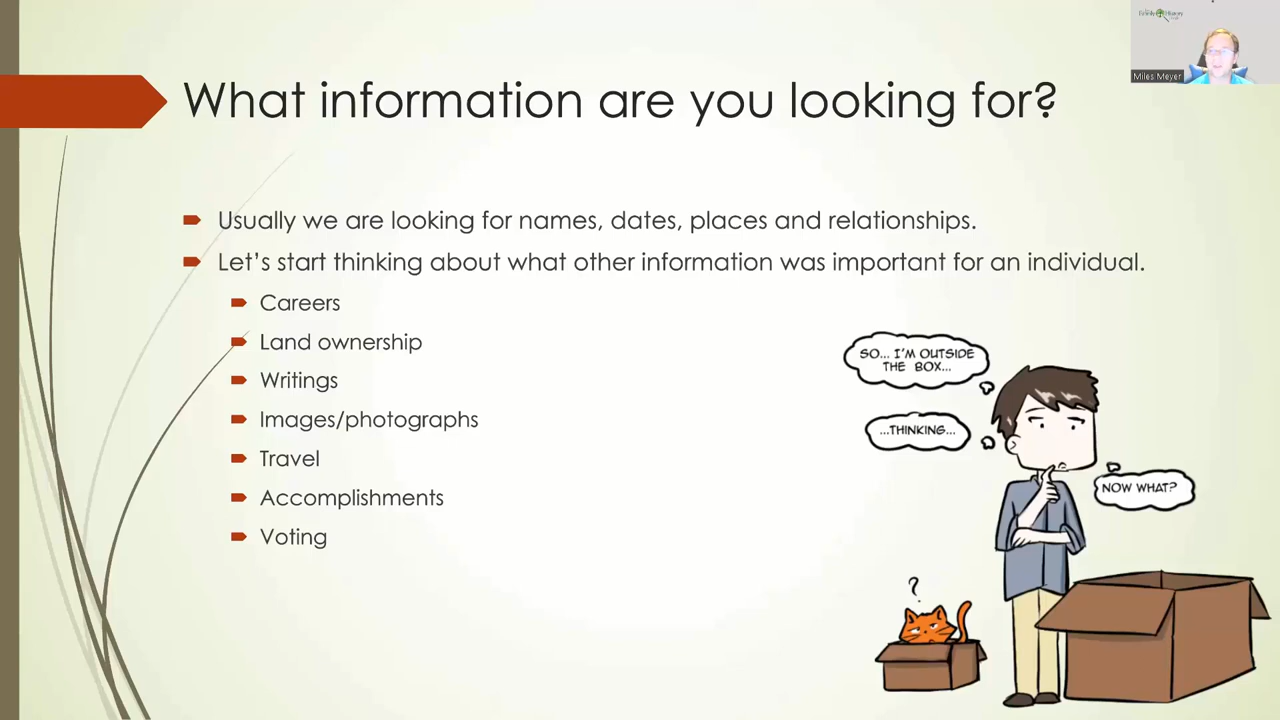 What information are you looking for?
Usually we are looking for names, dates, places and relationships.
Let's start thinking about what other information was important for an individual.
Careers
Land ownership
Writings
Images/photographs
Travel
Accomplishments
Voting
SO... I'M OUTSIDE
THE BOX...
...THINKING...
NOW WHAT?
?
Miles Meyer